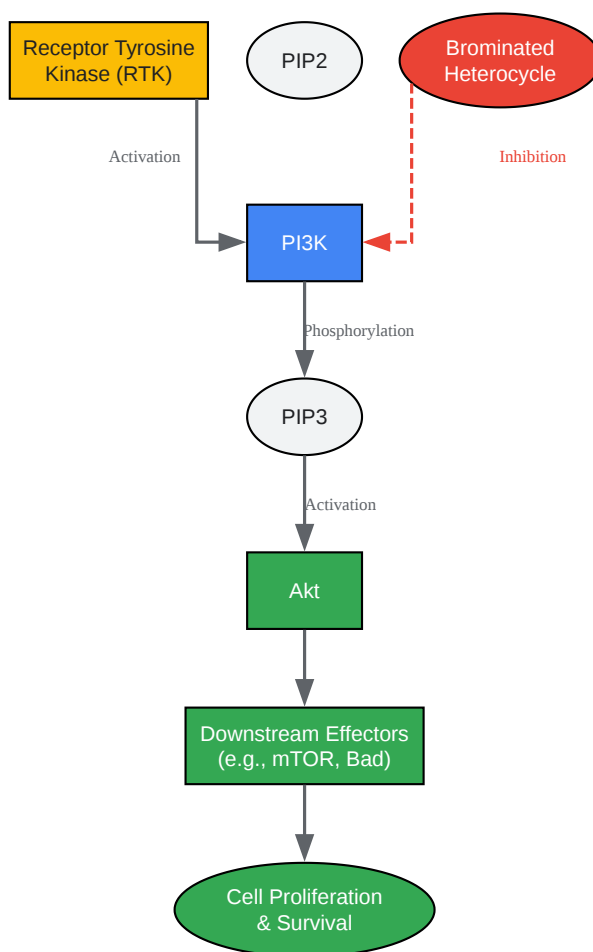 Receptor Tyrosine
Kinase (RTK)
PIP2
Brominated
Heterocycle
Activation
Inhibition
PI3K
Phosphorylation
PIP3
Activation
Akt
Downstream Effectors
(e.g., mTOR, Bad)
Cell Proliferation
& Survival